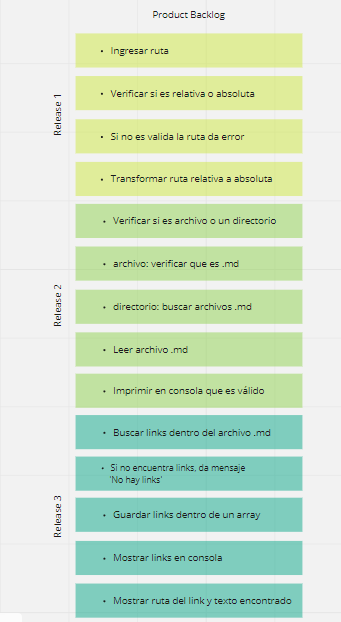 Product Backlog
Release 1
• Ingresar ruta
• Verificar si es relativa o absoluta
• Si no es valida la ruta da error
• Transformar ruta relativa a absoluta
Release 2
• Verificar si es archivo o un directorio
• archivo: verificar que es .md
• directorio: buscar archivos .md
• Leer archivo .md
• Imprimir en consola que es válido
Release 3
• Buscar links dentro del archivo .md
• Si no encuentra links, da mensaje
'No hay links'
• Guardar links dentro de un array
• Mostrar links en consola
• Mostrar ruta del link y texto encontrado